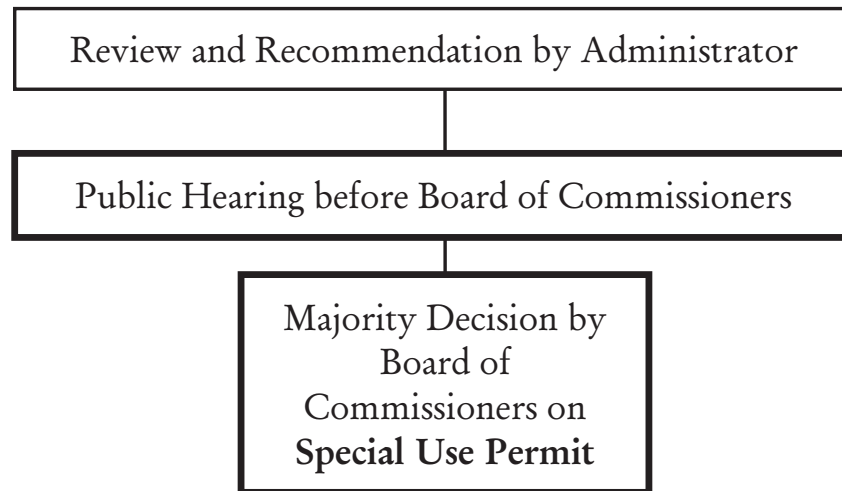 Review and Recommendation by Administrator
Public Hearing before Board of Commissioners
Majority Decision by
Board of
Commissioners on
Special Use Permit